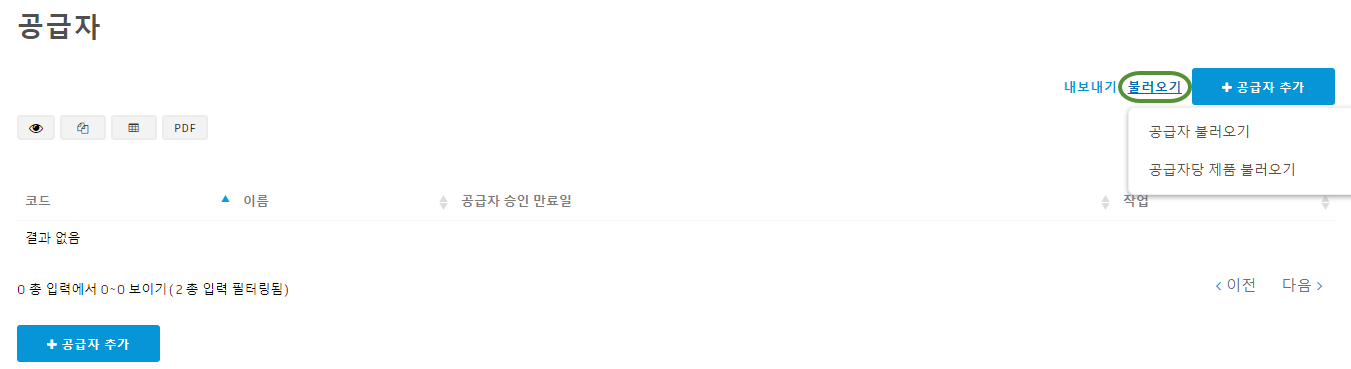 공급자
내보내기 불러오기 + 공급자 추가
PDF
공급자 불러오기
공급자당 제품 불러오기
코드 이름 공급자 승인 만료일 작업
결과 없음
0 총 입력에서 0~0 보이기 ( 2 총 입력 필터링됨)
< 이전 다음 >
+ 공급자 추가